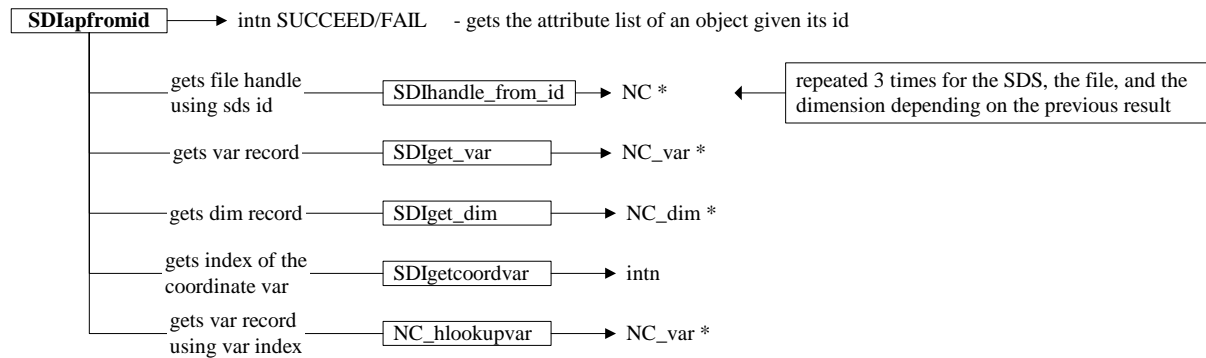 SDIapfromid intn SUCCEED/FAIL - gets the attribute list of an object given its id
gets file handle
using sds id
SDIhandle_from_id NC *
repeated 3 times for the SDS, the file, and the
dimension depending on the previous result
gets var record SDIget_var NC_var *
gets dim record SDIget_dim NC_dim *
gets index of the
coordinate var
SDIgetcoordvar intn
gets var record
using var index
NC_hlookupvar NC_var *